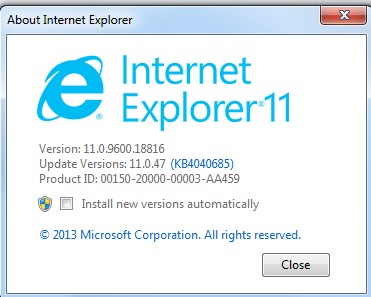 About Internet Explorer
Internet
Explorer®11
Version: 11.0.9600.18816
Update Versions: 11.0.47 (KB4040685)
Product ID: 00150-20000-00003-AA459
Install new versions automatically
© 2013 Microsoft Corporation. All rights reserved.
Close